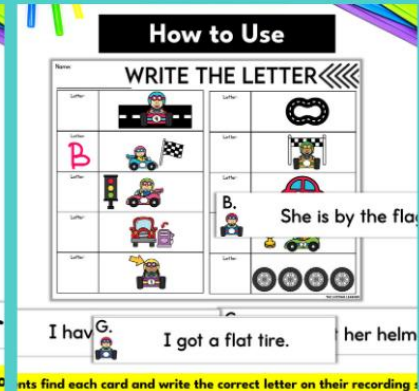 How to Use
Name:
WRITE THE LETTER
Letter
Letter
Letter
B
Letter
Letter
Letter
Letter
Letter
Letter
B.
She is by the fla
I hav
G.
I got a flat tire.
her helm
nts find each card and write the correct letter on their recording